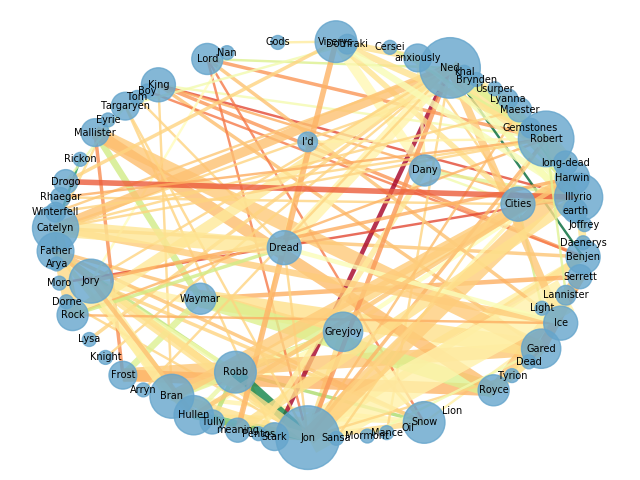 Gods
Viserys
Dothraki
Cersei
Nan
Lord
anxiously
Ned
Khal
Brynden
King
Boy
Usurper
Tom
Lyanna
Targaryen
Maester
Eyrie
Gemstones
Mallister
Robert
I'd
Rickon
long-dead
Dany
Harwin
Drogo
Rhaegar
Illyrio
Cities
Winterfell
earth
Catelyn
Joffrey
Daenerys
Dread
Father
Benjen
Arya
Serrett
Moro
Jory
Lannister
Waymar
Dorne
Light
Rock
Ice
Greyjoy
Lysa
Gared
Knight
Dead
Robb
Frost
Tyrion
Arryn
Royce
Bran
Lion
Hullen
Tully
Snow
Oil
meaning
Pentos
Stark
Jon
Sansa
Mormont
Mance